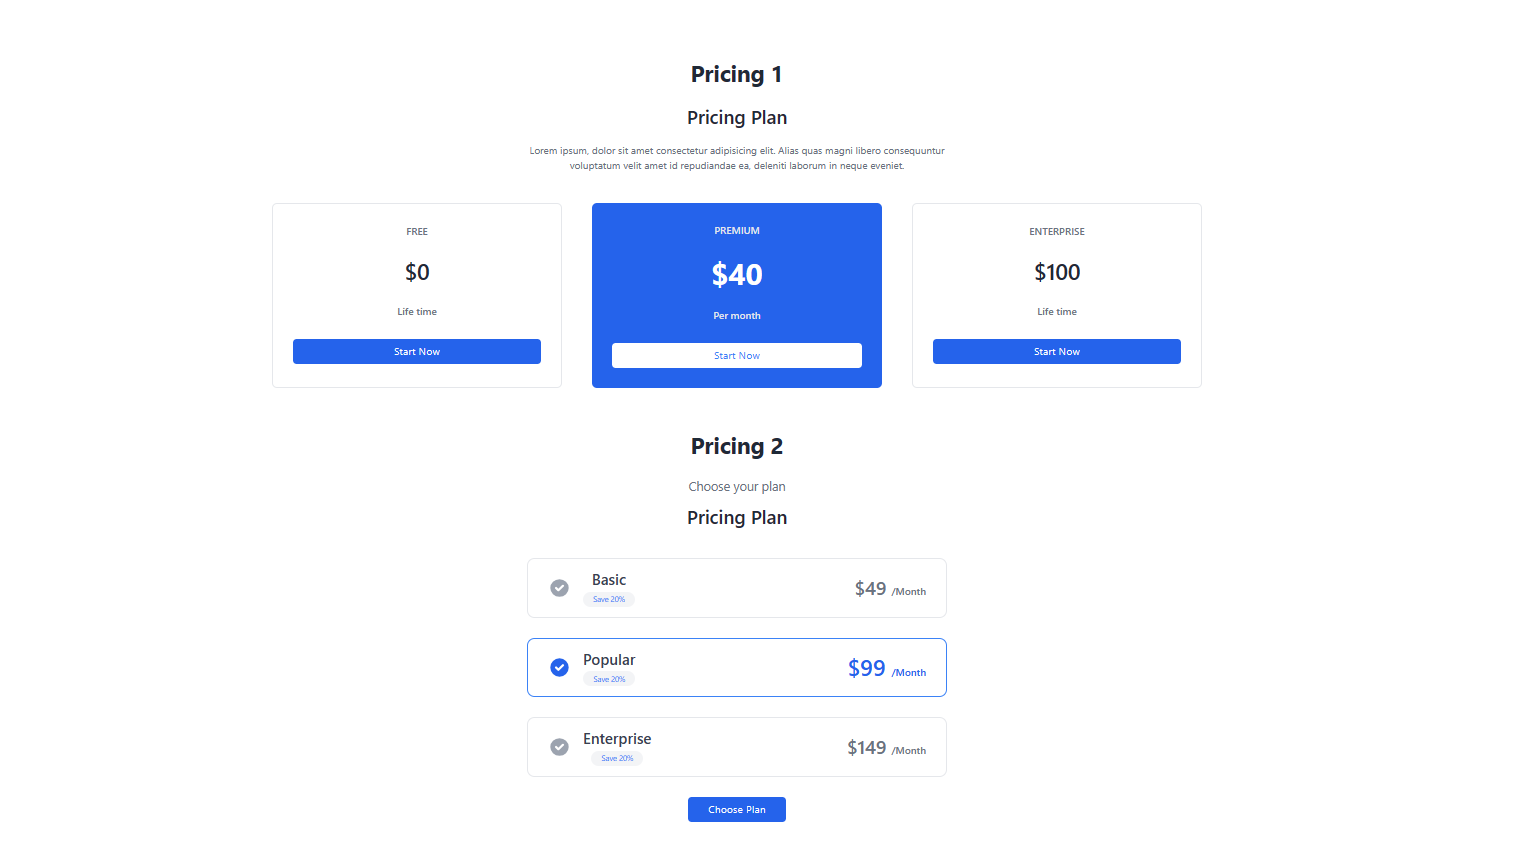 Pricing 1
Pricing Plan
Lorem ipsum, dolor sit amet consectetur adipisicing elit. Alias quas magni libero consequuntur
voluptatum velit amet id repudiandae ea, deleniti laborum in neque eveniet.
FREE
$0
Life time
Start Now
PREMIUM
$40
Per month
Start Now
ENTERPRISE
$100
Life time
Start Now
Pricing 2
Choose your plan
Pricing Plan
Basic
Save 20%
$49 /Month
Popular
Save 20%
$99 /Month
Enterprise
Save 20%
$149 /Month
Choose Plan